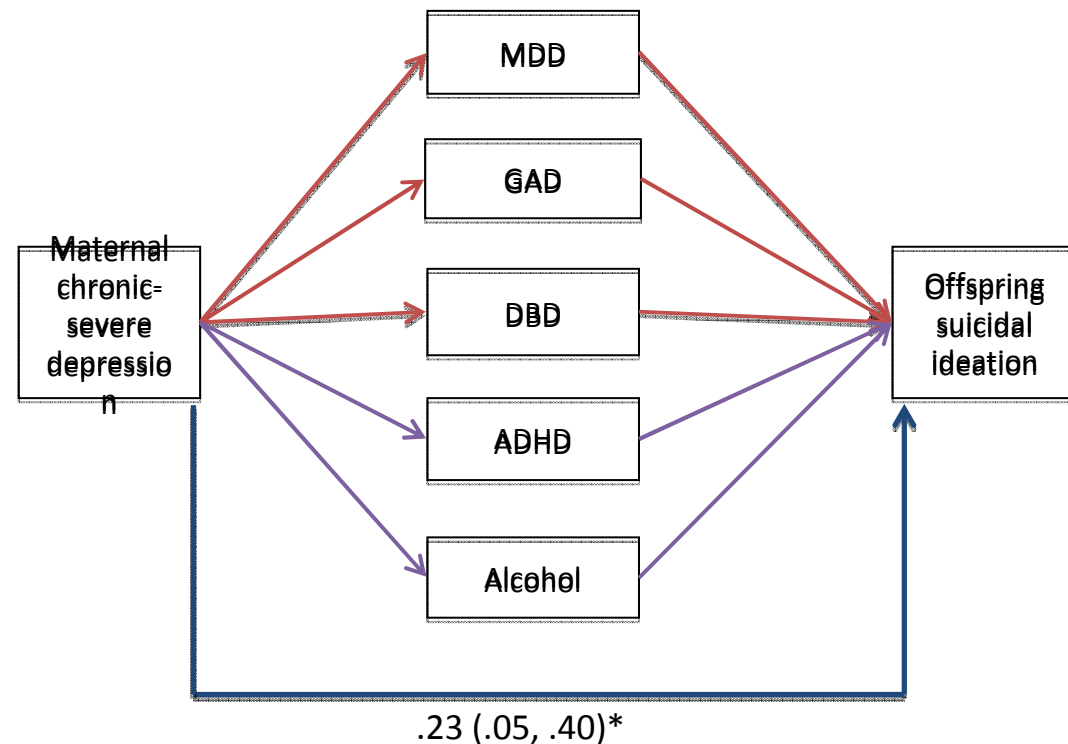 MDD
GAD
DBD
ADHD
Alcohol
Maternal
chronic-
severe
depressio
n
Offspring
suicidal
ideation
.23 (.05, .40)*